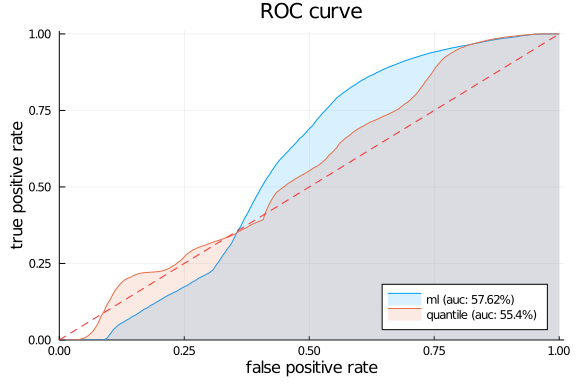 ROC curve
true positive rate
1.00
0.75
0.50
0.25
0.00
ml (auc: 57.62%)
quantile (auc: 55.4%)
0.00 0.25 0.50 0.75 1.00
false positive rate